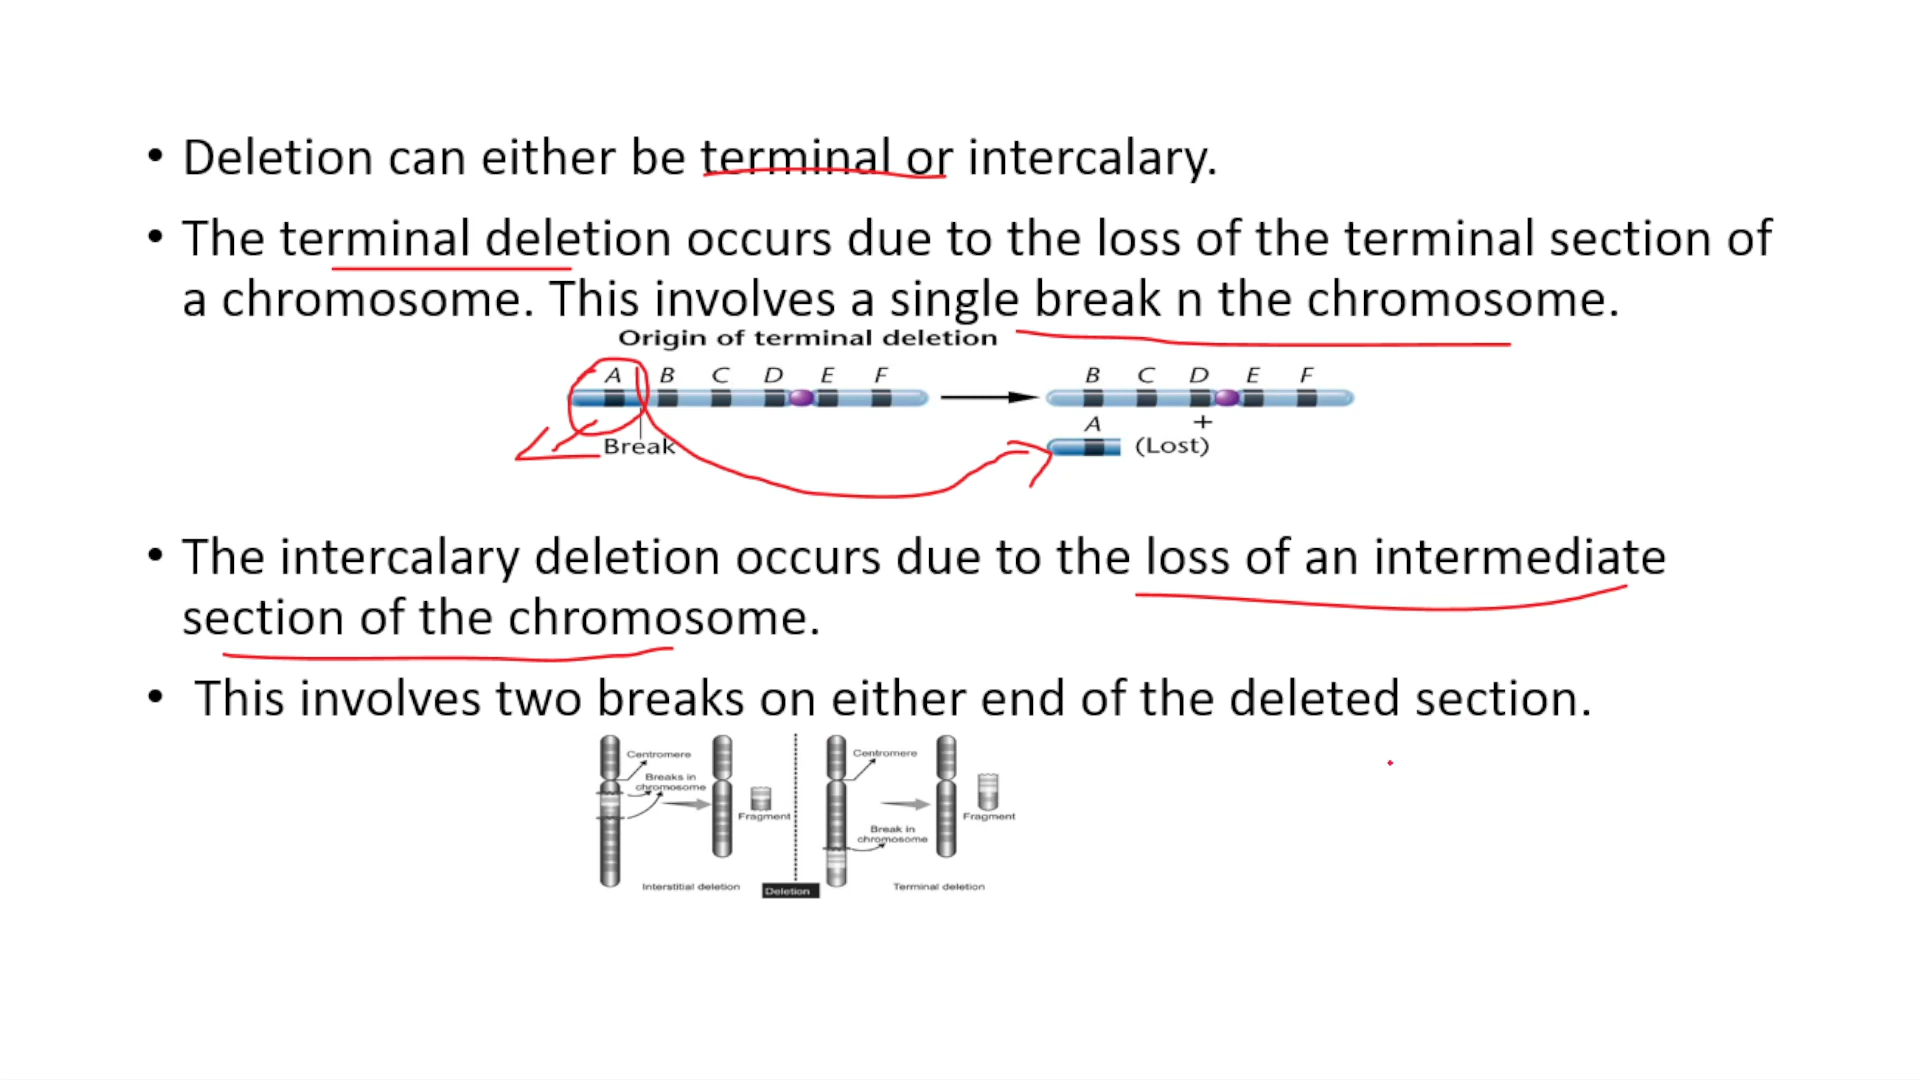 • Deletion can either be terminal or intercalary.
• The terminal deletion occurs due to the loss of the terminal section of
a chromosome. This involves a single break n the chromosome.
Origin of terminal deletion
A B C D E F
B C D E F
Break
A +
(Lost)
• The intercalary deletion occurs due to the loss of an intermediate
section of the chromosome.
• This involves two breaks on either end of the deleted section.
Centromere
Breaks in
chromosome
Fragment
Interstitial deletion
Deletion
Centromere
Break in
chromosome
Fragment
Terminal deletion